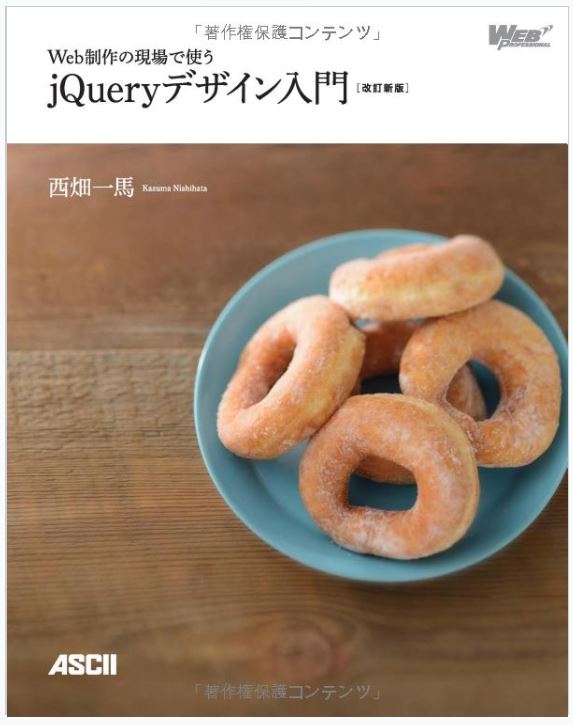 「著作権保護コンテンツ」
WEB PROFESSIONAL
Web制作の現場で使う
jQueryデザイン入門 [改訂新版]
西畑一馬 Kazuma Nishihata
ASCII
「著作権保護コンテンツ」